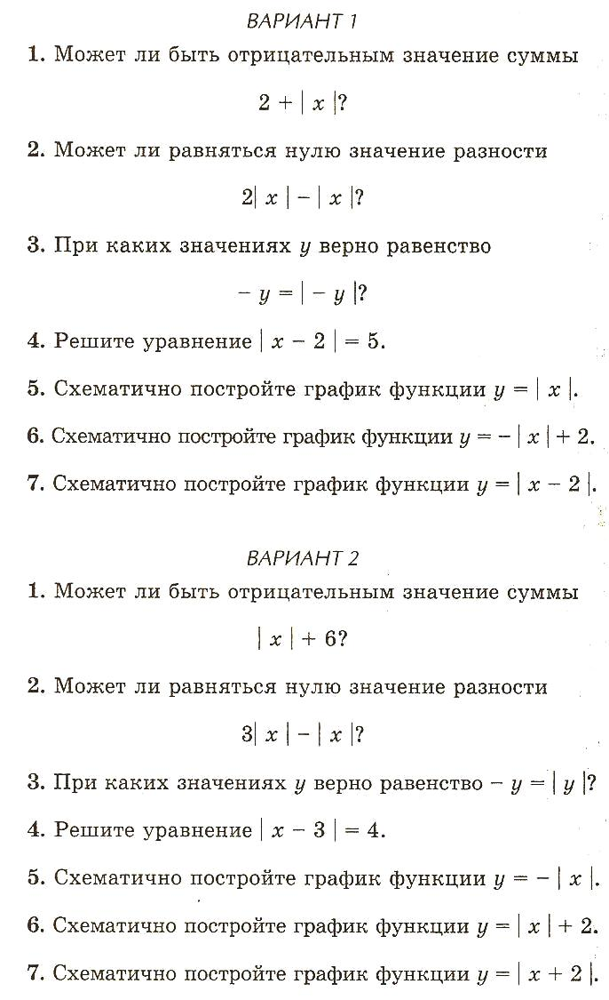 ВАРИАНТ 1
1. Может ли быть отрицательным значение суммы
2 + | x |?
2. Может ли равняться нулю значение разности
2| x | − | x |?
3. При каких значениях y верно равенство
− y = | − y |?
4. Решите уравнение | x − 2 | = 5.
5. Схематично постройте график функции y = | x |.
6. Схематично постройте график функции y = − | x | + 2.
7. Схематично постройте график функции y = | x − 2 |.
ВАРИАНТ 2
1. Может ли быть отрицательным значение суммы
| x | + 6?
2. Может ли равняться нулю значение разности
3| x | − | x |?
3. При каких значениях y верно равенство − y = | y |?
4. Решите уравнение | x − 3 | = 4.
5. Схематично постройте график функции y = − | x |.
6. Схематично постройте график функции y = | x | + 2.
7. Схематично постройте график функции y = | x + 2 |.